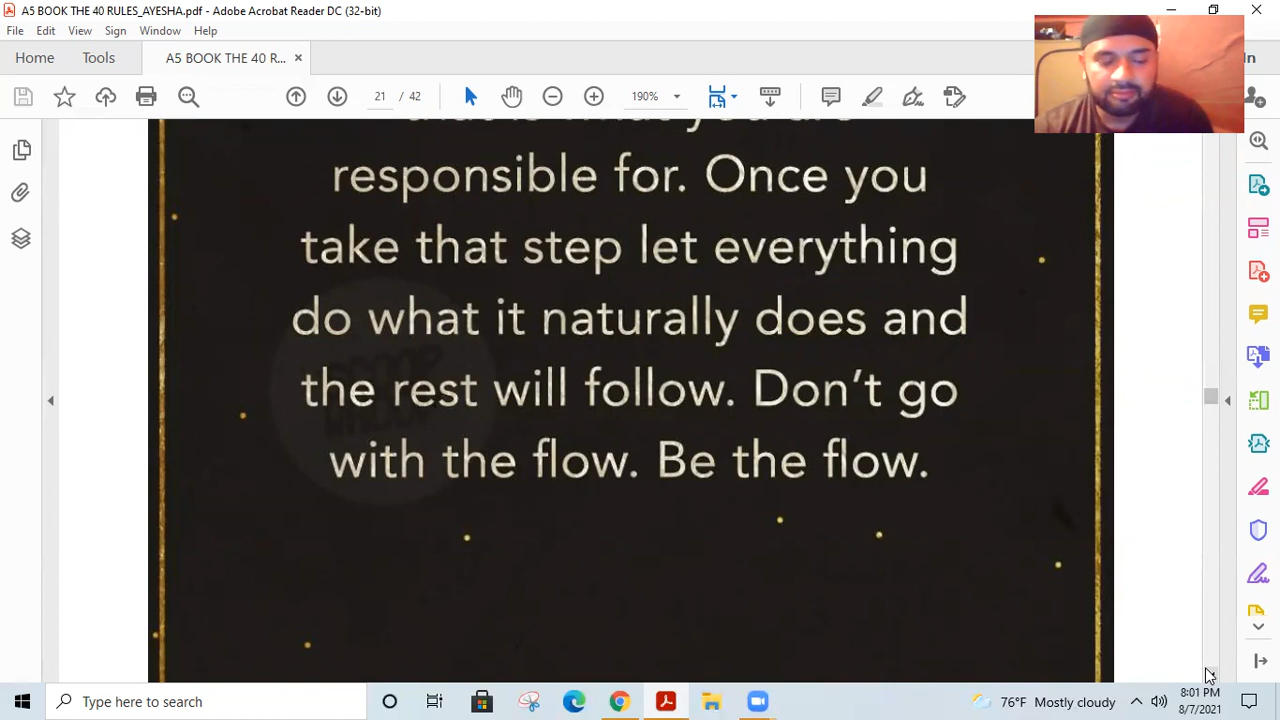 A5 BOOK THE 40 RULES_AYESHA.pdf - Adobe Acrobat Reader DC (32-bit)
File Edit View Sign Window Help
Home Tools A5 BOOK THE 40 R... In
21 / 42 190%
responsible for. Once you
take that step let everything
do what it naturally does and
the rest will follow. Don't go
with the flow. Be the flow.
Type here to search
76°F Mostly cloudy
8:01 PM
8/7/2021